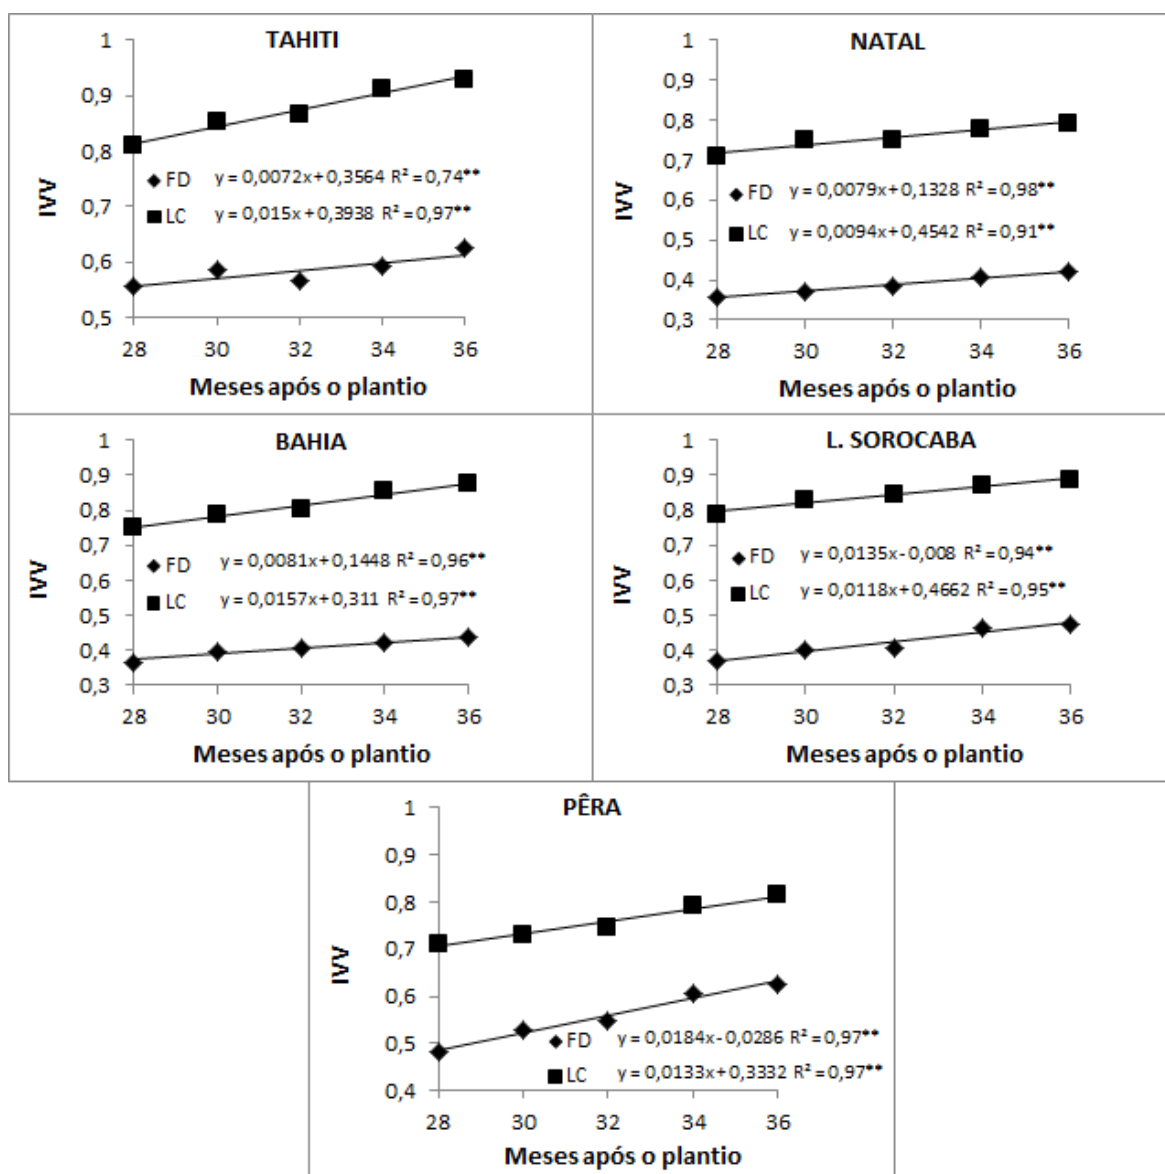 TAHITI
1
0,9
0,8
0,7
0,6
0,5
IVV
FD y = 0,0072x + 0,3564 R² = 0,74**
LC y = 0,015x + 0,3938 R² = 0,97**
28 30 32 34 36
Meses após o plantio
NATAL
1
0,9
0,8
0,7
0,6
0,5
0,4
0,3
IVV
FD y = 0,0079x + 0,1328 R² = 0,98**
LC y = 0,0094x + 0,4542 R² = 0,91**
28 30 32 34 36
Meses após o plantio
BAHIA
1
0,9
0,8
0,7
0,6
0,5
0,4
0,3
IVV
FD y = 0,0081x + 0,1448 R² = 0,96**
LC y = 0,0157x + 0,311 R² = 0,97**
28 30 32 34 36
Meses após o plantio
L. SOROCABA
1
0,9
0,8
0,7
0,6
0,5
0,4
0,3
IVV
FD y = 0,0135x - 0,008 R² = 0,94**
LC y = 0,0118x + 0,4662 R² = 0,95**
28 30 32 34 36
Meses após o plantio
PÊRA
1
0,9
0,8
0,7
0,6
0,5
0,4
IVV
FD y = 0,0184x - 0,0286 R² = 0,97**
LC y = 0,0133x + 0,3332 R² = 0,97**
28 30 32 34 36
Meses após o plantio